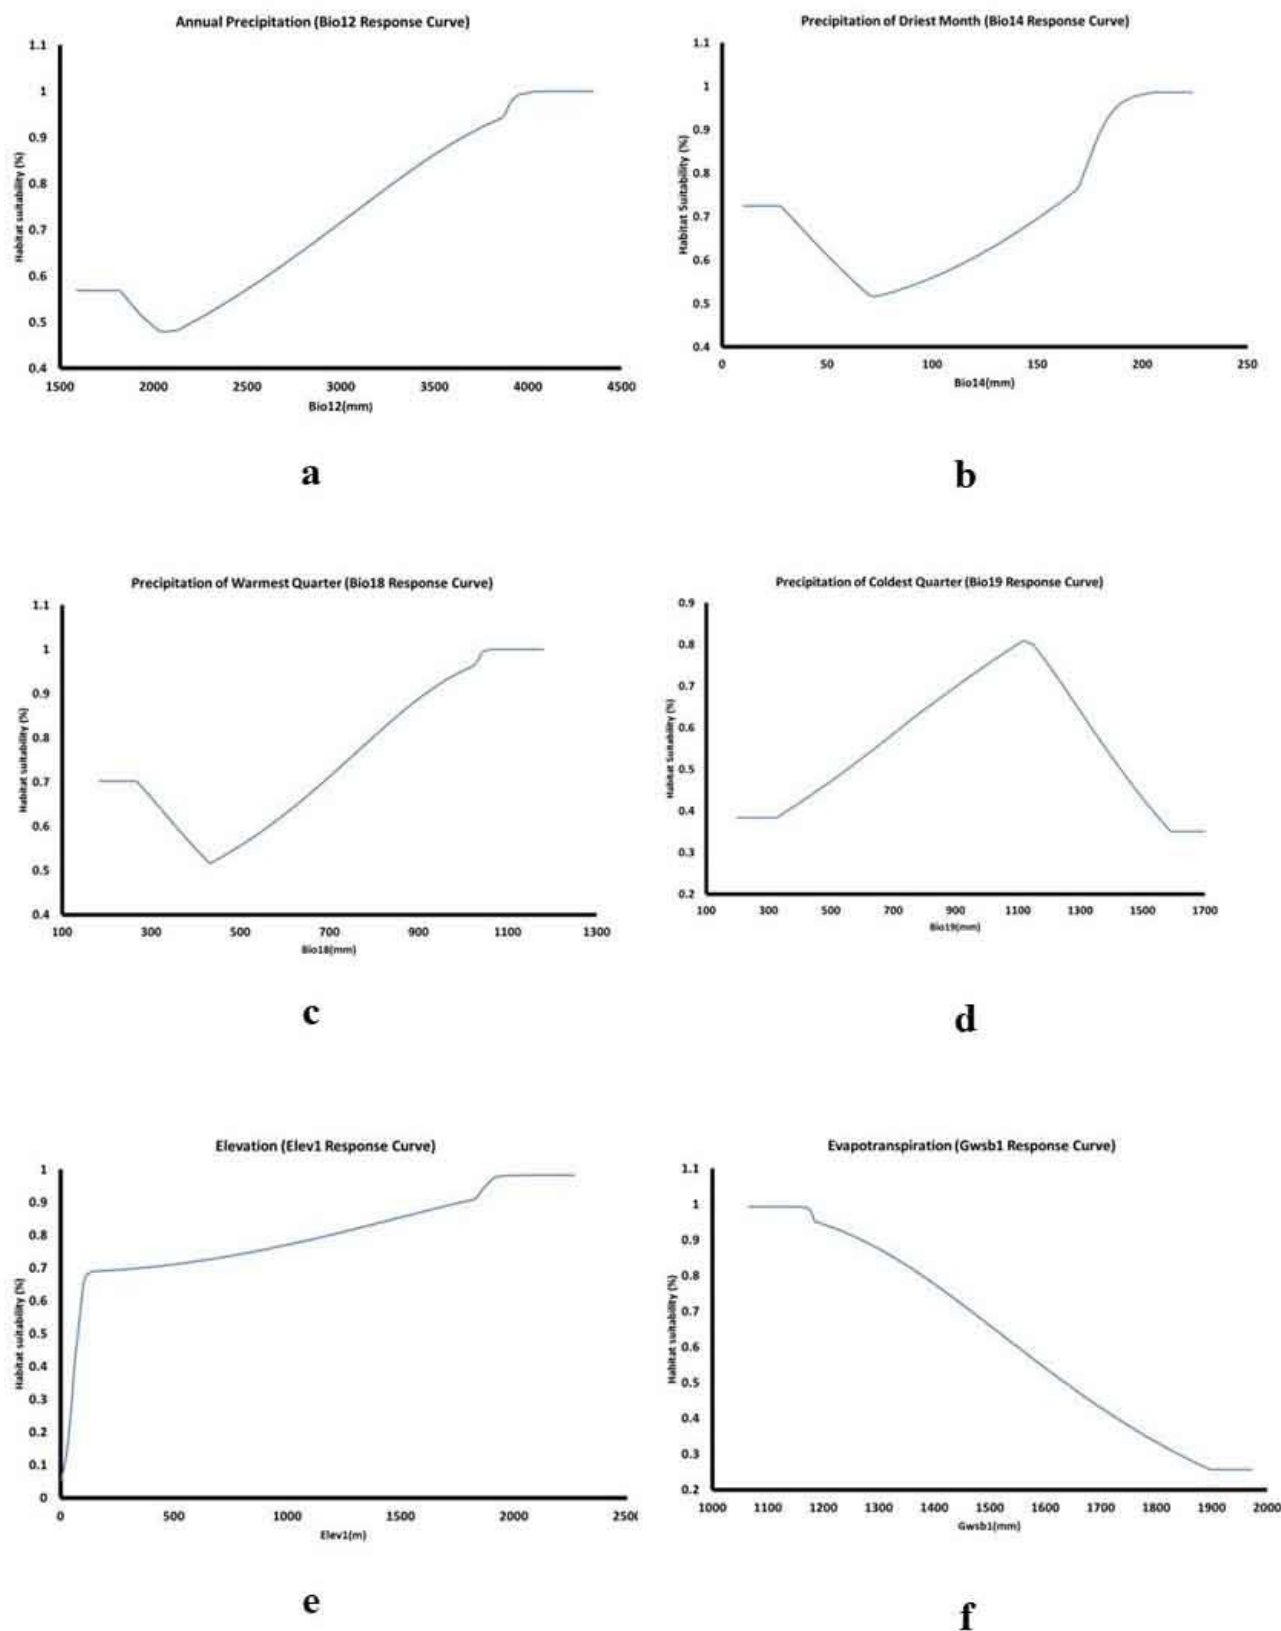 Annual Precipitation (Bio12 Response Curve)
1.1
1
0.9
0.8
0.7
0.6
0.5
0.4
Habitat suitability (%)
1500 2000 2500 3000 3500 4000 4500
Bio12(mm)
a
Precipitation of Driest Month (Bio14 Response Curve)
1.1
1
0.9
0.8
0.7
0.6
0.5
0.4
Habitat Suitability (%)
0 50 100 150 200 250
Bio14(mm)
b
Precipitation of Warmest Quarter (Bio18 Response Curve)
1.1
1
0.9
0.8
0.7
0.6
0.5
0.4
Habitat suitability (%)
100 300 500 700 900 1100 1300
Bio18(mm)
c
Precipitation of Coldest Quarter (Bio19 Response Curve)
0.9
0.8
0.7
0.6
0.5
0.4
0.3
0.2
Habitat Suitability (%)
100 300 500 700 900 1100 1300 1500 1700
Bio19(mm)
d
Elevation (Elev1 Response Curve)
1
0.9
0.8
0.7
0.6
0.5
0.4
0.3
0.2
0.1
0
Habitat suitability (%)
0 500 1000 1500 2000 2500
Elev1(m)
e
Evapotranspiration (Gwsb1 Response Curve)
1.1
1
0.9
0.8
0.7
0.6
0.5
0.4
0.3
0.2
Habitat suitability (%)
1000 1100 1200 1300 1400 1500 1600 1700 1800 1900 2000
Gwsb1(mm)
f